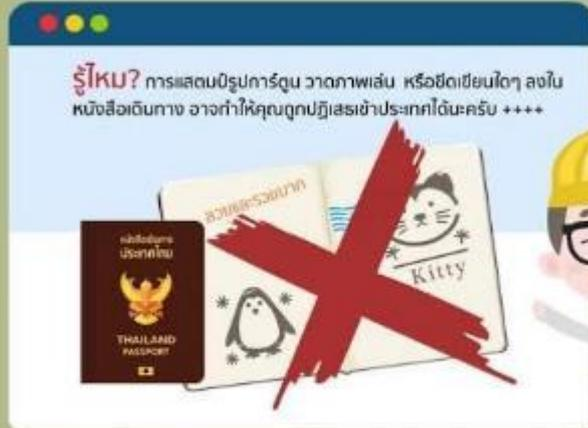 รู้ไหม? การแสตมป์รูปการ์ตูน วาดภาพเล่น หรือขีดเขียนใดๆ ลงใน
หนังสือเดินทาง อาจทำให้คุณถูกปฏิเสธเข้าประเทศได้นะครับ ++++
สวยและรวยมาก
Kitty
หนังสือเดินทาง
ประเทศไทย
THAILAND
PASSPORT